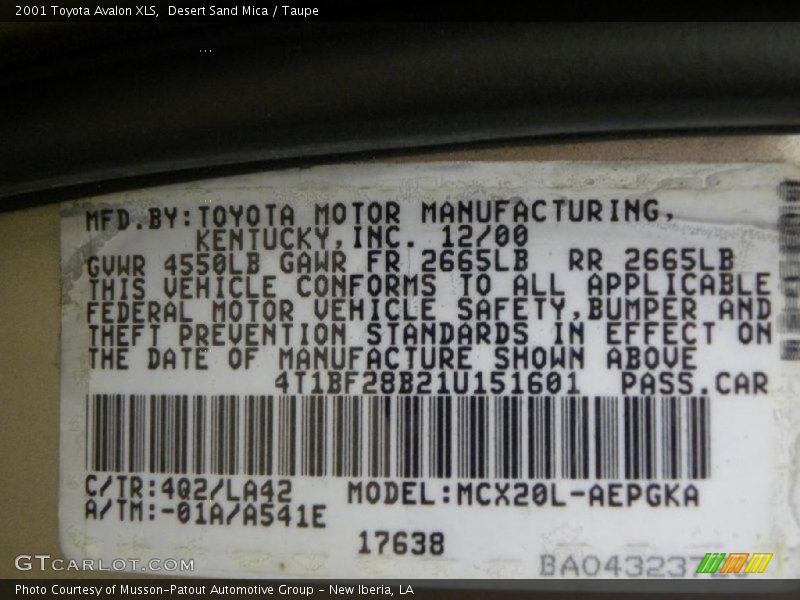 2001 Toyota Avalon XLS,  Desert Sand Mica / Taupe
MFD.BY:TOYOTA MOTOR MANUFACTURING,
KENTUCKY,INC. 12/00
GVWR 4550LB GAWR FR 2665LB  RR 2665LB
THIS VEHICLE CONFORMS TO ALL APPLICABLE
FEDERAL MOTOR VEHICLE SAFETY,BUMPER AND
THEFT PREVENTION STANDARDS IN EFFECT ON
THE DATE OF MANUFACTURE SHOWN ABOVE
4T1BF28B21U151601  PASS.CAR
C/TR:4Q2/LA42  MODEL:MCX20L-AEPGKA
A/TM:-01A/A541E
17638
GTCARLOT.COM
Photo Courtesy of Musson-Patout Automotive Group - New Iberia, LA